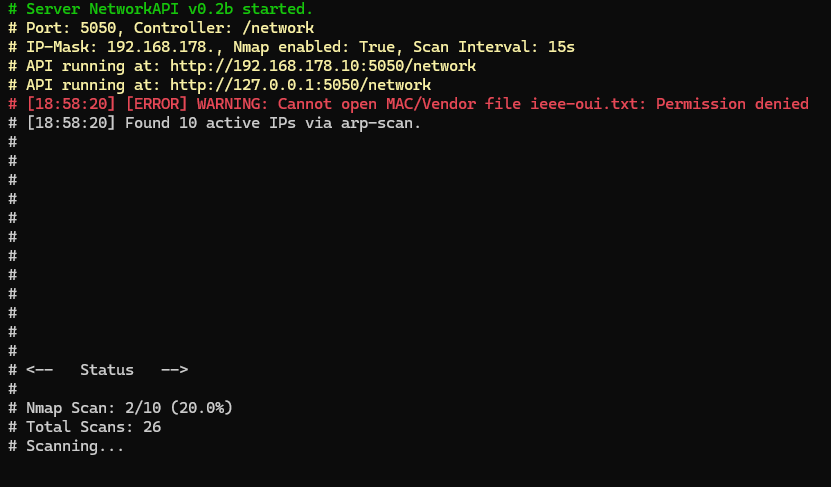 # Server NetworkAPI v0.2b started.
# Port: 5050, Controller: /network
# IP-Mask: 192.168.178., Nmap enabled: True, Scan Interval: 15s
# API running at: http://192.168.178.10:5050/network
# API running at: http://127.0.0.1:5050/network
# [18:58:20] [ERROR] WARNING: Cannot open MAC/Vendor file ieee-oui.txt: Permission denied
# [18:58:20] Found 10 active IPs via arp-scan.
#
#
#
#
#
#
#
#
#
#
#
#
# <--   Status   -->
#
# Nmap Scan: 2/10 (20.0%)
# Total Scans: 26
# Scanning...